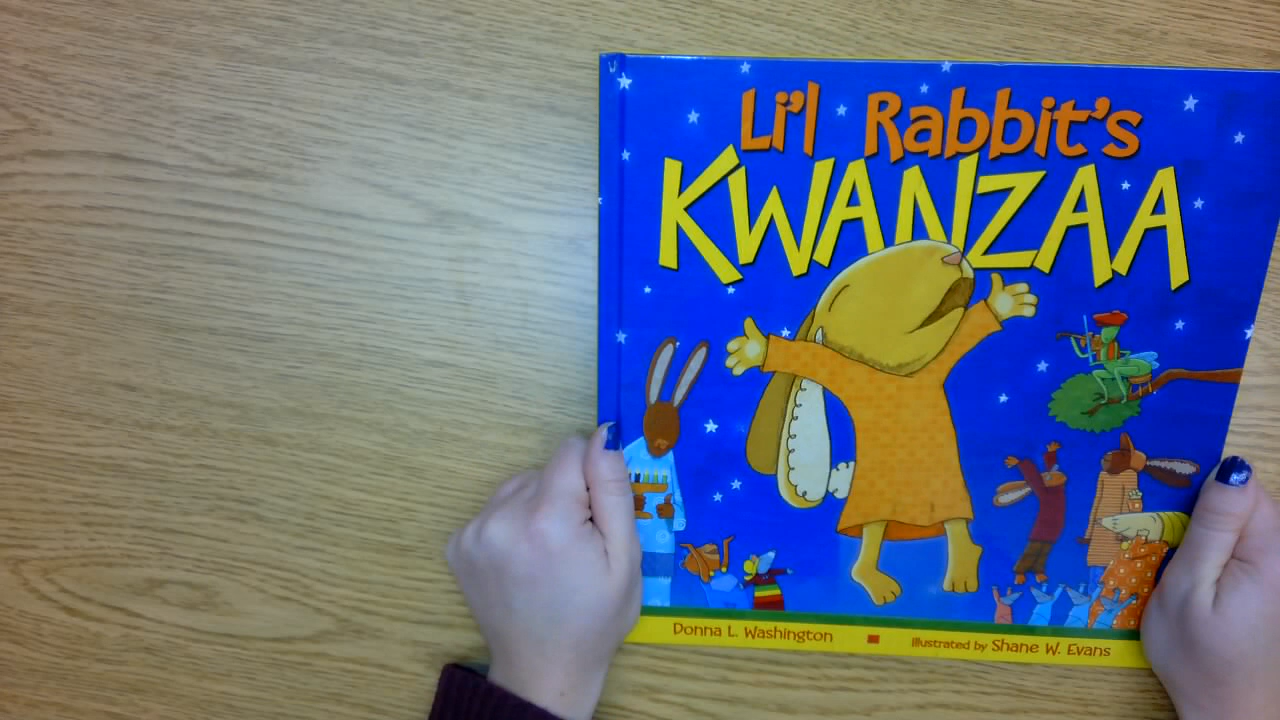 Li'l Rabbit's
KWANZAA
Donna L. Washington
Illustrated by Shane W. Evans